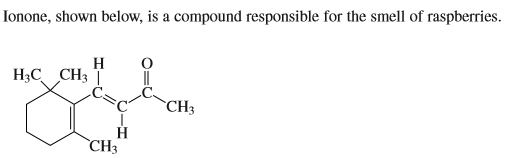 Ionone, shown below, is a compound responsible for the smell of raspberries.
H O
H₃C CH₃
C C
C CH₃
H
CH₃